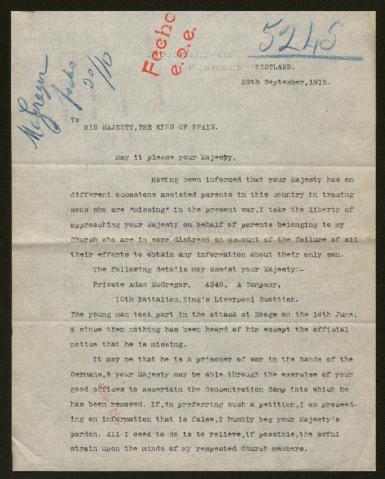 5245
Fecho
e.o.e.
McGregor
fecho
20/10
SCOTLAND.
29th September,1915.
To
HIS MAJESTY,THE KING OF SPAIN.
May it please your Majesty,
Having been informed that your Majesty has on
different occasions assisted parents in this country in tracing
sons who are "missing" in the present war,I take the liberty of
approaching your Majesty on behalf of parents belonging to my
Church who are in sore distress on account of the failure of all
their efforts to obtain any information about their only son.
The following details may assist your Majesty:-
Private Adam McGregor, 4349, A Company,
10th Battalion,King's Liverpool Scottish.
The young man took part in the attack at Hooge on the 16th June,
& since then nothing has been heard of him except the official
notice that he is missing.
It may be that he is a prisoner of war in the hands of the
Germans,& your Majesty may be able through the exercise of your
good offices to ascertain the Concentration Camp into which he
has been removed. If,in preferring such a petition,I am proceed-
ing on information that is false,I humbly beg your Majesty's
pardon. All I seek to do is to relieve,if possible,the awful
strain upon the minds of my respected Church members.